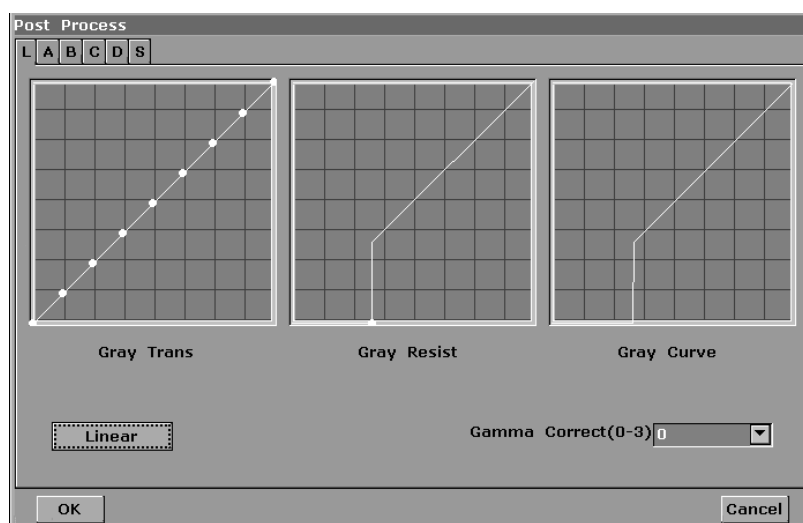 Post Process
L A B C D S
Gray Trans
Gray Resist
Gray Curve
Linear
Gamma Correct(0-3) 0
OK
Cancel